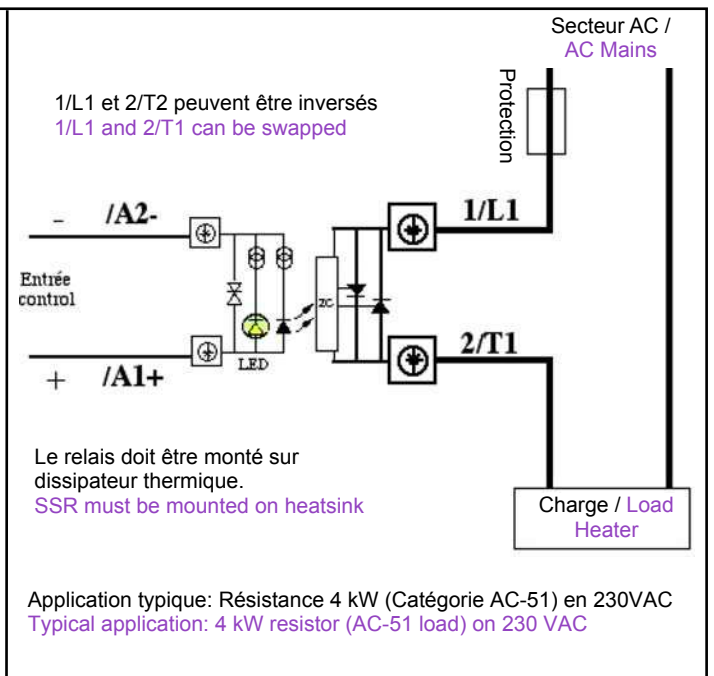 Secteur AC /
AC Mains
Protection
1/L1 et 2/T2 peuvent être inversés
1/L1 and 2/T1 can be swapped
- /A2-
1/L1
Entrée
control
ZC
LED
+ /A1+
2/T1
Le relais doit être monté sur
dissipateur thermique.
SSR must be mounted on heatsink
Charge / Load
Heater
Application typique: Résistance 4 kW (Catégorie AC-51) en 230VAC
Typical application: 4 kW resistor (AC-51 load) on 230 VAC